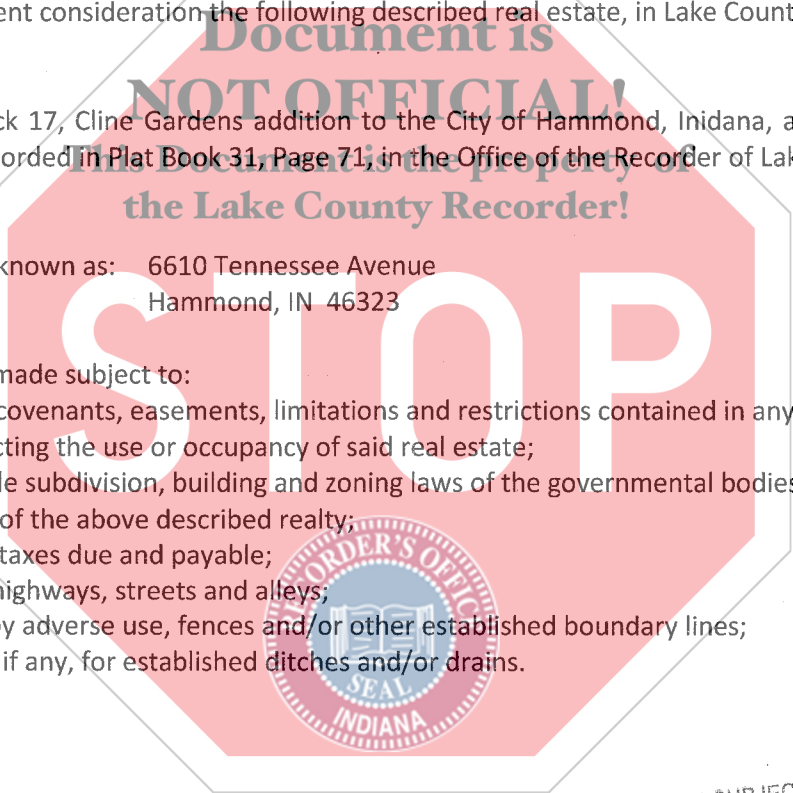 ent consideration the following described real estate, in Lake Count
Document is
NOT OFFICIAL!
ck 17, Cline Gardens addition to the City of Hammond, Inidana, a
orded in Plat Book 31, Page 71, in the Office of the Recorder of Lak
This Document is the property of
the Lake County Recorder!
known as: 6610 Tennessee Avenue
Hammond, IN 46323
STOP
made subject to:
covenants, easements, limitations and restrictions contained in any
cting the use or occupancy of said real estate;
le subdivision, building and zoning laws of the governmental bodies
of the above described realty;
taxes due and payable;
highways, streets and alleys;
by adverse use, fences and/or other established boundary lines;
if any, for established ditches and/or drains.
RECORDER'S OFFICE
SEAL
INDIANA